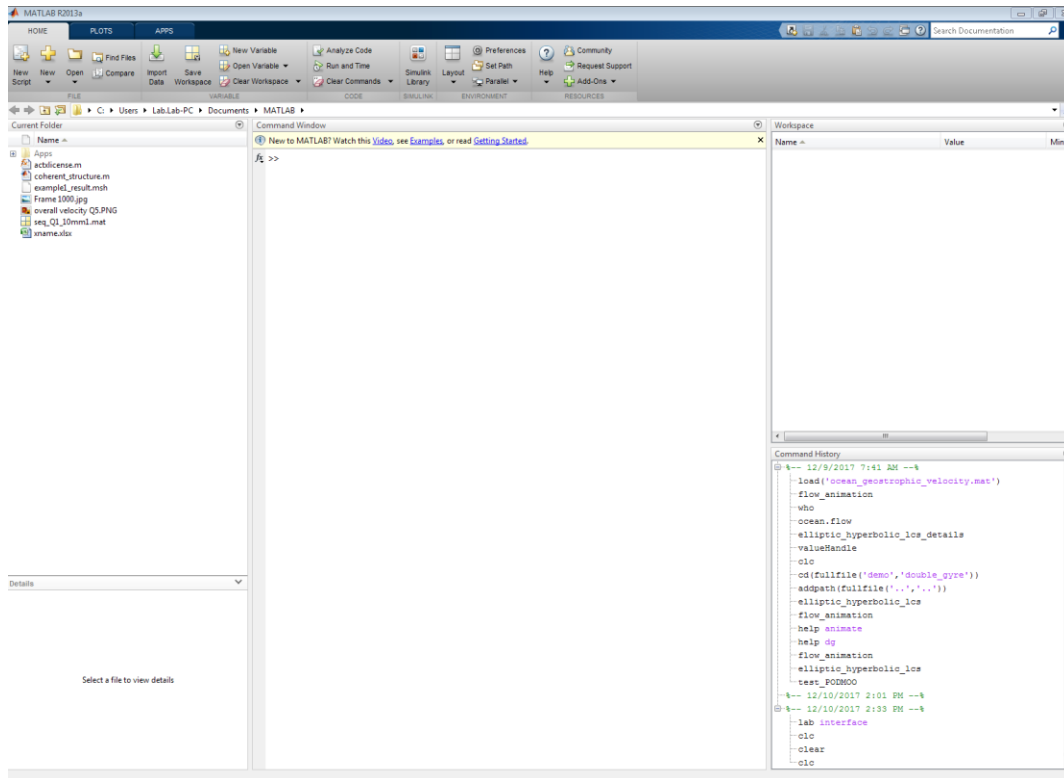 MATLAB R2013a
HOME PLOTS APPS
Search Documentation
New Script
New
Open
Find Files
Compare
Import Data
Save Workspace
New Variable
Open Variable
Clear Workspace
Analyze Code
Run and Time
Clear Commands
Simulink Library
Layout
Preferences
Set Path
Parallel
Help
Community
Request Support
Add-Ons
FILE VARIABLE CODE SIMULINK ENVIRONMENT RESOURCES
C: Users Lab.Lab-PC Documents MATLAB
Current Folder
Name
Apps
actxlicense.m
coherent_structure.m
example1_result.msh
Frame 1000.jpg
overall velocity Q5.PNG
seq_Q1_10mm1.mat
xname.xlsx
Details
Select a file to view details
Command Window
New to MATLAB? Watch this Video, see Examples, or read Getting Started.
fx >>
Workspace
Name Value Min
Command History
%-- 12/9/2017 7:41 AM --%
load('ocean_geostrophic_velocity.mat')
flow_animation
who
ocean.flow
elliptic_hyperbolic_lcs_details
valueHandle
clc
cd(fullfile('demo','double_gyre'))
addpath(fullfile('..','..'))
elliptic_hyperbolic_lcs
flow_animation
help animate
help dg
flow_animation
elliptic_hyperbolic_lcs
test_PODMOO
%-- 12/10/2017 2:01 PM --%
%-- 12/10/2017 2:33 PM --%
lab interface
clc
clear
clc